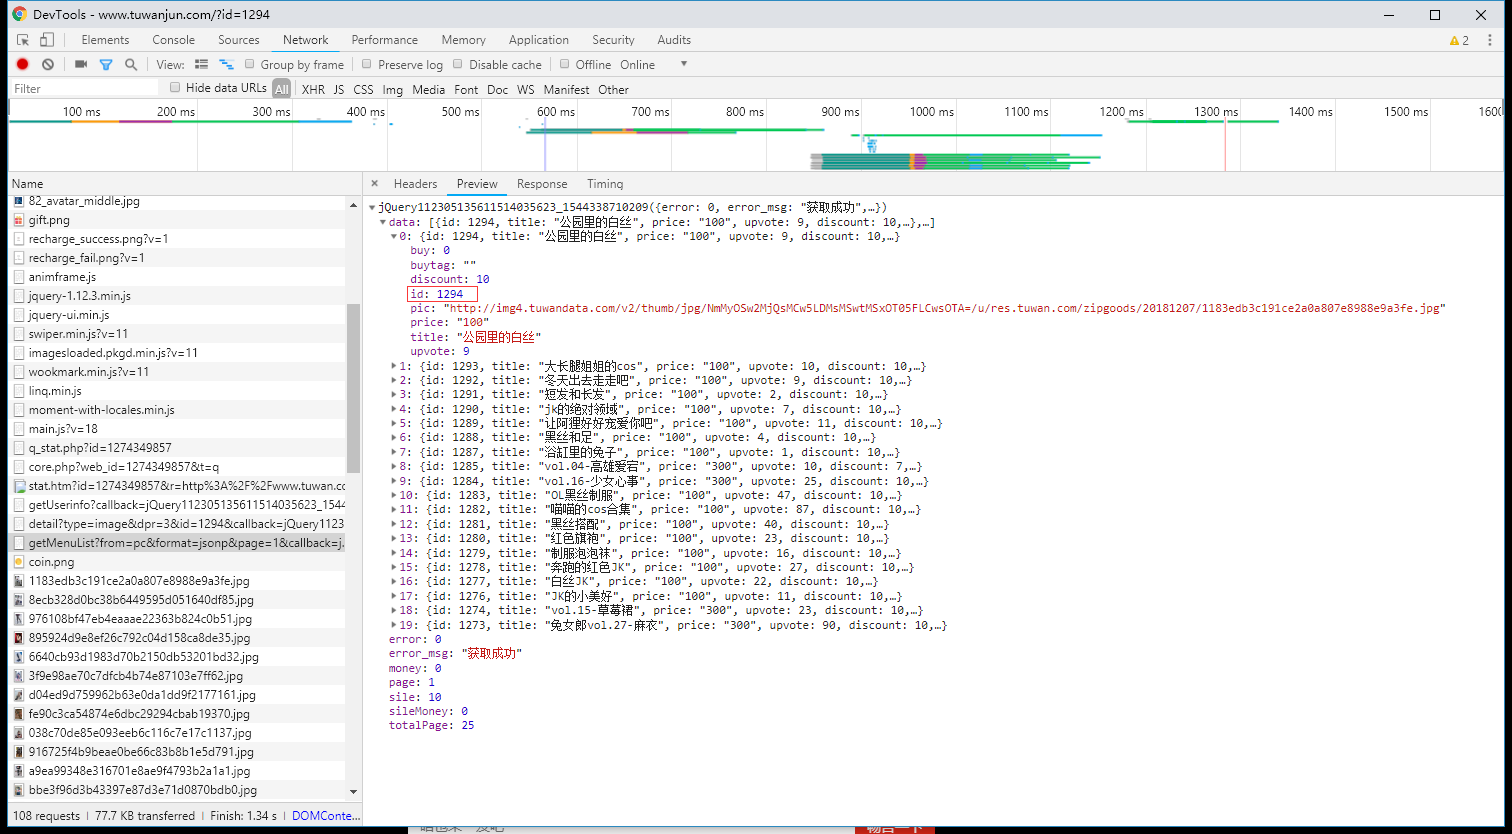 DevTools - www.tuwanjun.com/?id=1294
Elements Console Sources Network Performance Memory Application Security Audits 2
View: Group by frame Preserve log Disable cache Offline Online
Filter Hide data URLs All XHR JS CSS Img Media Font Doc WS Manifest Other
100 ms 200 ms 300 ms 400 ms 500 ms 600 ms 700 ms 800 ms 900 ms 1000 ms 1100 ms 1200 ms 1300 ms 1400 ms 1500 ms 1600
Name
82_avatar_middle.jpg
gift.png
recharge_success.png?v=1
recharge_fail.png?v=1
animframe.js
jquery-1.12.3.min.js
jquery-ui.min.js
swiper.min.js?v=11
imagesloaded.pkgd.min.js?v=11
wookmark.min.js?v=11
linq.min.js
moment-with-locales.min.js
main.js?v=18
q_stat.php?id=1274349857
core.php?web_id=1274349857&t=q
stat.htm?id=1274349857&r=http%3A%2F%2Fwww.tuwan.cc
getUserinfo?callback=jQuery112305135611514035623_1544
detail?type=image&dpr=3&id=1294&callback=jQuery1123
getMenuList?from=pc&format=jsonp&page=1&callback=j...
coin.png
1183edb3c191ce2a0a807e8988e9a3fe.jpg
8ecb328d0bc38b6449595d051640df85.jpg
976108bf47eb4eaaae22363b824c0b51.jpg
895924d9e8ef26c792c04d158ca8de35.jpg
6640cb93d1983d70b2150db53201bd32.jpg
3f9e98ae70c7dfcb4b74e87103e7ff62.jpg
d04ed9d759962b63e0da1dd9f2177161.jpg
fe90c3ca54874e6dbc29294cbab19370.jpg
038c70de85e093eeb6c116c7e17c1137.jpg
916725f4b9beae0be66c83b8b1e5d791.jpg
a9ea99348e316701e8ae9f4793b2a1a1.jpg
bbe3f96d3b43397e87d3e71d0870bdb0.jpg
108 requests | 77.7 KB transferred | Finish: 1.34 s | DOMConte...
× Headers Preview Response Timing
jQuery112305135611514035623_1544338710209({error: 0, error_msg: "获取成功",…})
data: [{id: 1294, title: "公园里的白丝", price: "100", upvote: 9, discount: 10,…},…]
0: {id: 1294, title: "公园里的白丝", price: "100", upvote: 9, discount: 10,…}
buy: 0
buytag: ""
discount: 10
id: 1294
pic: "http://img4.tuwandata.com/v2/thumb/jpg/NmMyOSw2MjQsMCw5LDMsMSwtMSxOT05FLCwsOTA=/u/res.tuwan.com/zipgoods/20181207/1183edb3c191ce2a0a807e8988e9a3fe.jpg"
price: "100"
title: "公园里的白丝"
upvote: 9
1: {id: 1293, title: "大长腿姐姐的cos", price: "100", upvote: 10, discount: 10,…}
2: {id: 1292, title: "冬天出去走走吧", price: "100", upvote: 9, discount: 10,…}
3: {id: 1291, title: "短发和长发", price: "100", upvote: 2, discount: 10,…}
4: {id: 1290, title: "jk的绝对领域", price: "100", upvote: 7, discount: 10,…}
5: {id: 1289, title: "让阿狸好好宠爱你吧", price: "100", upvote: 11, discount: 10,…}
6: {id: 1288, title: "黑丝和足", price: "100", upvote: 4, discount: 10,…}
7: {id: 1287, title: "浴缸里的兔子", price: "100", upvote: 1, discount: 10,…}
8: {id: 1285, title: "vol.04-高雄爱宕", price: "300", upvote: 10, discount: 7,…}
9: {id: 1284, title: "vol.16-少女心事", price: "300", upvote: 25, discount: 10,…}
10: {id: 1283, title: "OL黑丝制服", price: "100", upvote: 47, discount: 10,…}
11: {id: 1282, title: "喵喵的cos合集", price: "100", upvote: 87, discount: 10,…}
12: {id: 1281, title: "黑丝搭配", price: "100", upvote: 40, discount: 10,…}
13: {id: 1280, title: "红色旗袍", price: "100", upvote: 23, discount: 10,…}
14: {id: 1279, title: "制服泡泡袜", price: "100", upvote: 16, discount: 10,…}
15: {id: 1278, title: "奔跑的红色JK", price: "100", upvote: 27, discount: 10,…}
16: {id: 1277, title: "白丝JK", price: "100", upvote: 22, discount: 10,…}
17: {id: 1276, title: "JK的小美好", price: "100", upvote: 11, discount: 10,…}
18: {id: 1274, title: "vol.15-草莓裙", price: "300", upvote: 23, discount: 10,…}
19: {id: 1273, title: "兔女郎vol.27-麻衣", price: "300", upvote: 90, discount: 10,…}
error: 0
error_msg: "获取成功"
money: 0
page: 1
sile: 10
sileMoney: 0
totalPage: 25